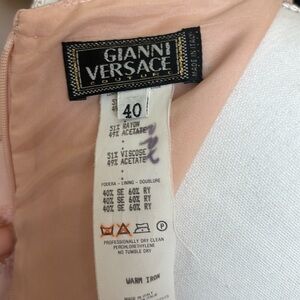 GIANNI
VERSACE
COUTURE
40
51% RAYON
49% ACETATE
51% VISCOSE
49% ACETATE
FODERA - LINING - DOUBLURE
40% SE 60% RY
40% SE 60% RY
40% SE 60% RY
P
PROFESSIONALLY DRY CLEAN
PERCHLORETHYLENE
NO TUMBLE DRY
WARM IRON